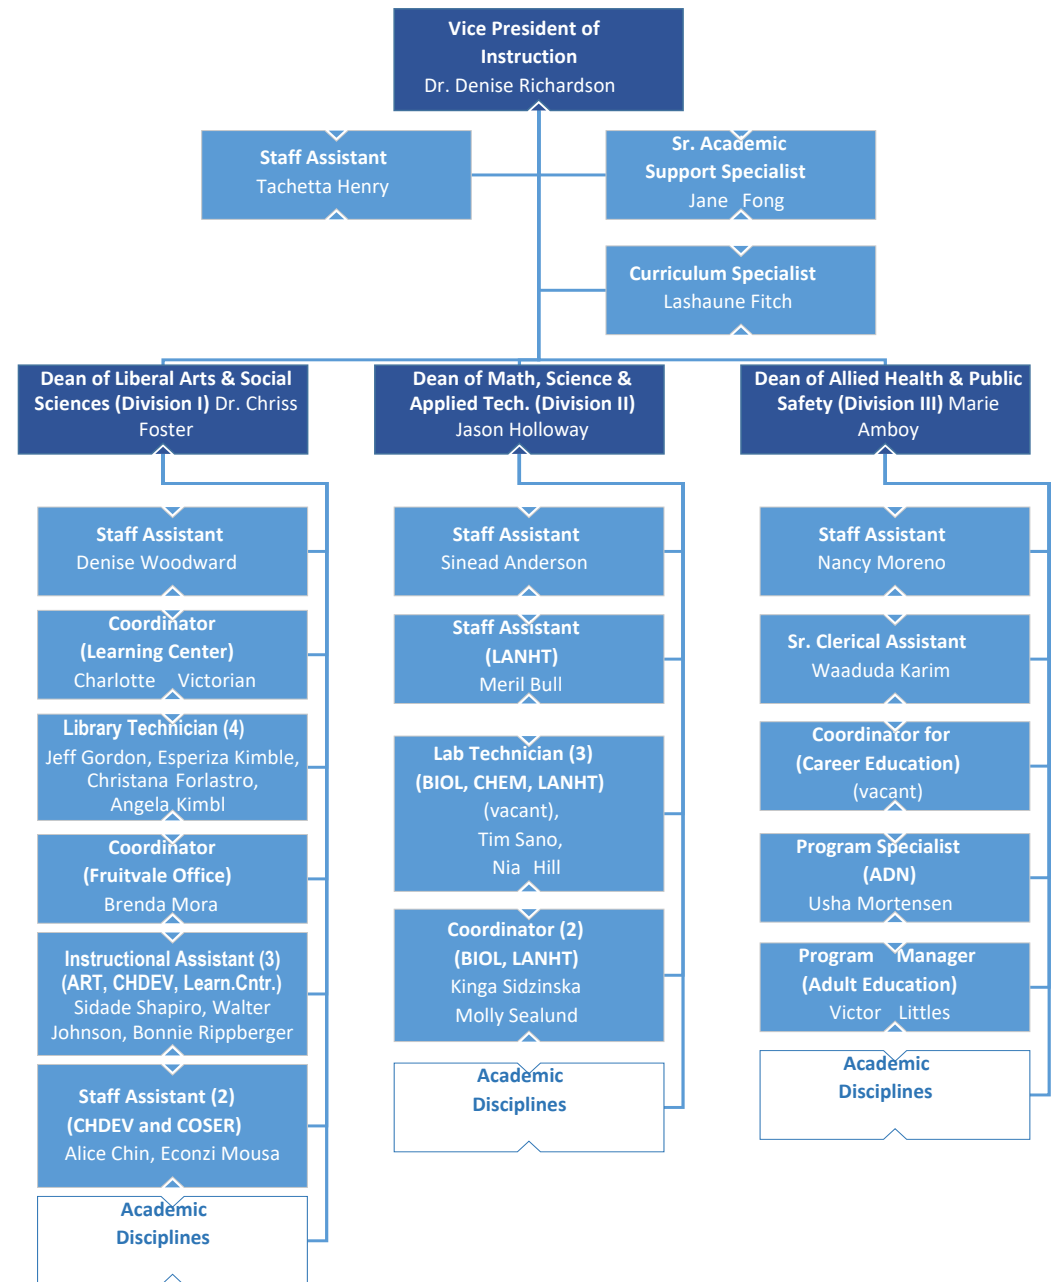 Vice President of
Instruction
Dr. Denise Richardson
Staff Assistant
Tachetta Henry
Sr. Academic
Support Specialist
Jane Fong
Curriculum Specialist
Lashaune Fitch
Dean of Liberal Arts & Social
Sciences (Division I) Dr. Chriss
Foster
Staff Assistant
Denise Woodward
Coordinator
(Learning Center)
Charlotte Victorian
Library Technician (4)
Jeff Gordon, Esperiza Kimble,
Christana Forlastro,
Angela Kimbl
Coordinator
(Fruitvale Office)
Brenda Mora
Instructional Assistant (3)
(ART, CHDEV, Learn.Cntr.)
Sidade Shapiro, Walter
Johnson, Bonnie Rippberger
Staff Assistant (2)
(CHDEV and COSER)
Alice Chin, Econzi Mousa
Academic
Disciplines
Dean of Math, Science &
Applied Tech. (Division II)
Jason Holloway
Staff Assistant
Sinead Anderson
Staff Assistant
(LANHT)
Meril Bull
Lab Technician (3)
(BIOL, CHEM, LANHT)
(vacant),
Tim Sano,
Nia Hill
Coordinator (2)
(BIOL, LANHT)
Kinga Sidzinska
Molly Sealund
Academic
Disciplines
Dean of Allied Health & Public
Safety (Division III) Marie
Amboy
Staff Assistant
Nancy Moreno
Sr. Clerical Assistant
Waaduda Karim
Coordinator for
(Career Education)
(vacant)
Program Specialist
(ADN)
Usha Mortensen
Program Manager
(Adult Education)
Victor Littles
Academic
Disciplines